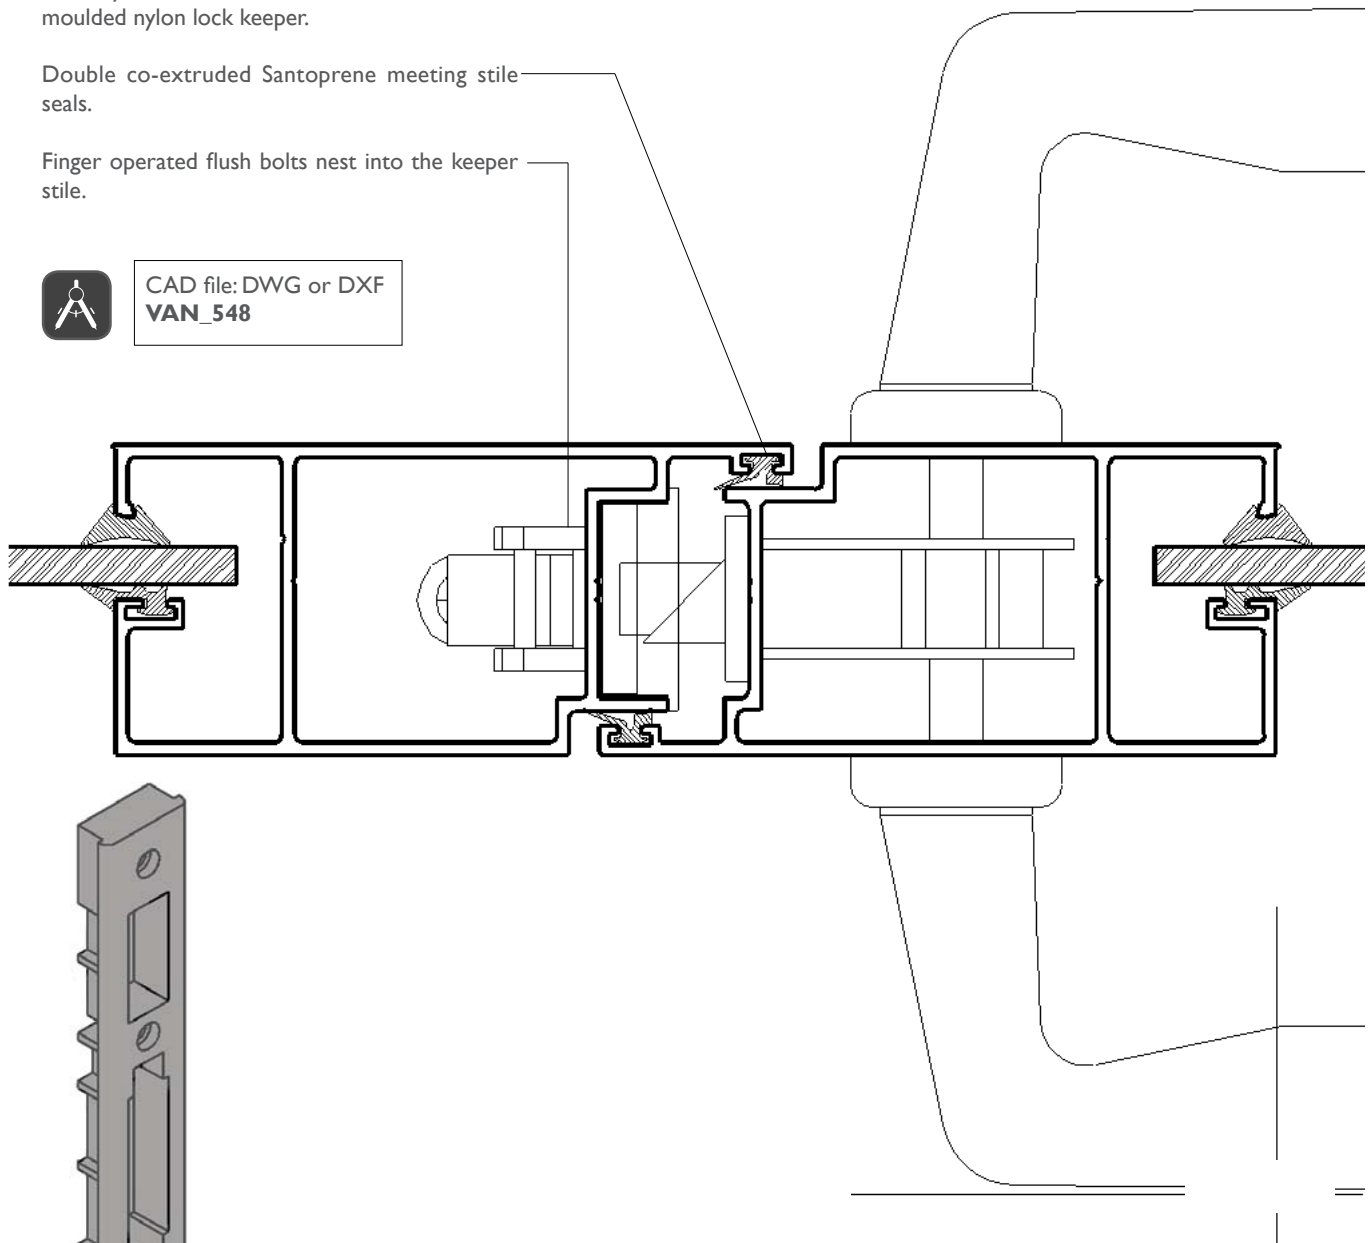 moulded nylon lock keeper.
Double co-extruded Santoprene meeting stile
seals.
Finger operated flush bolts nest into the keeper
stile.
CAD file: DWG or DXF
VAN_548